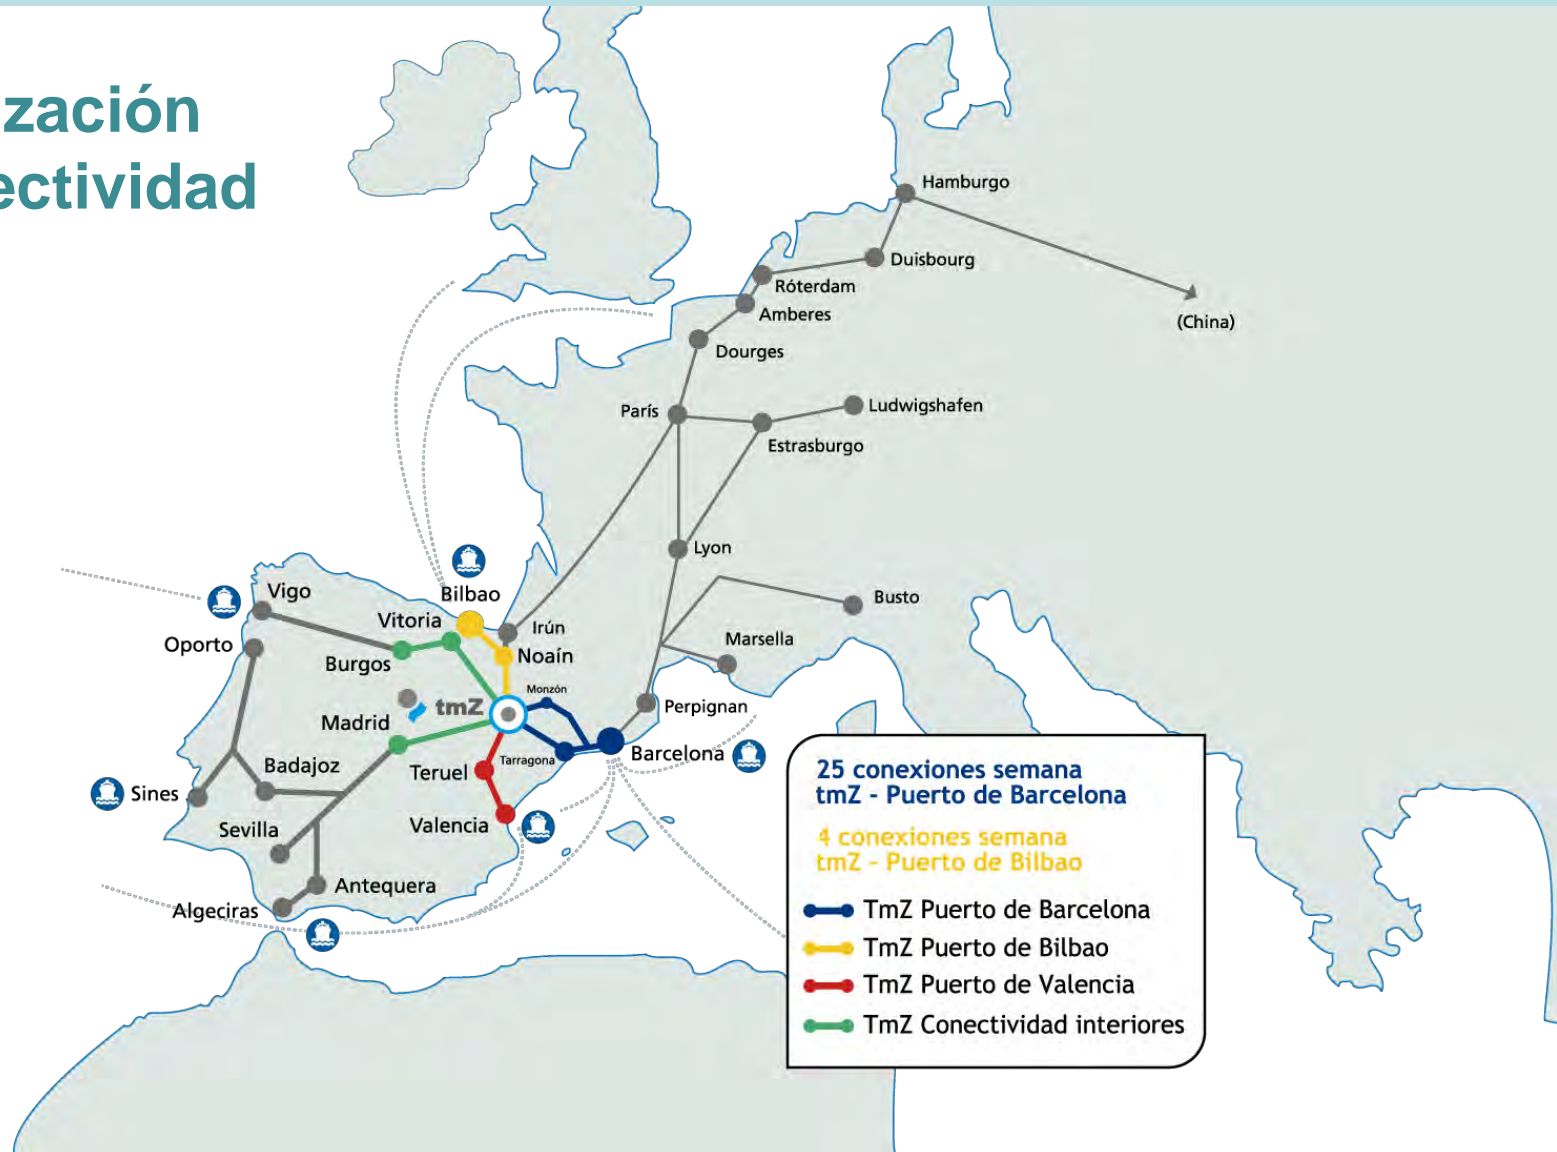 ización
ectividad
Hamburgo
Duisbourg
Róterdam
(China)
Amberes
Dourges
París
Ludwigshafen
Estrasburgo
Lyon
Busto
Vigo
Bilbao
Vitoria
Irún
Oporto
Marsella
Burgos
Noaín
Monzón
tmZ
Perpignan
Madrid
Tarragona
Barcelona
Badajoz
Teruel
Sines
Sevilla
Valencia
Antequera
Algeciras
25 conexiones semana
tmZ - Puerto de Barcelona
4 conexiones semana
tmZ - Puerto de Bilbao
TmZ Puerto de Barcelona
TmZ Puerto de Bilbao
TmZ Puerto de Valencia
TmZ Conectividad interiores